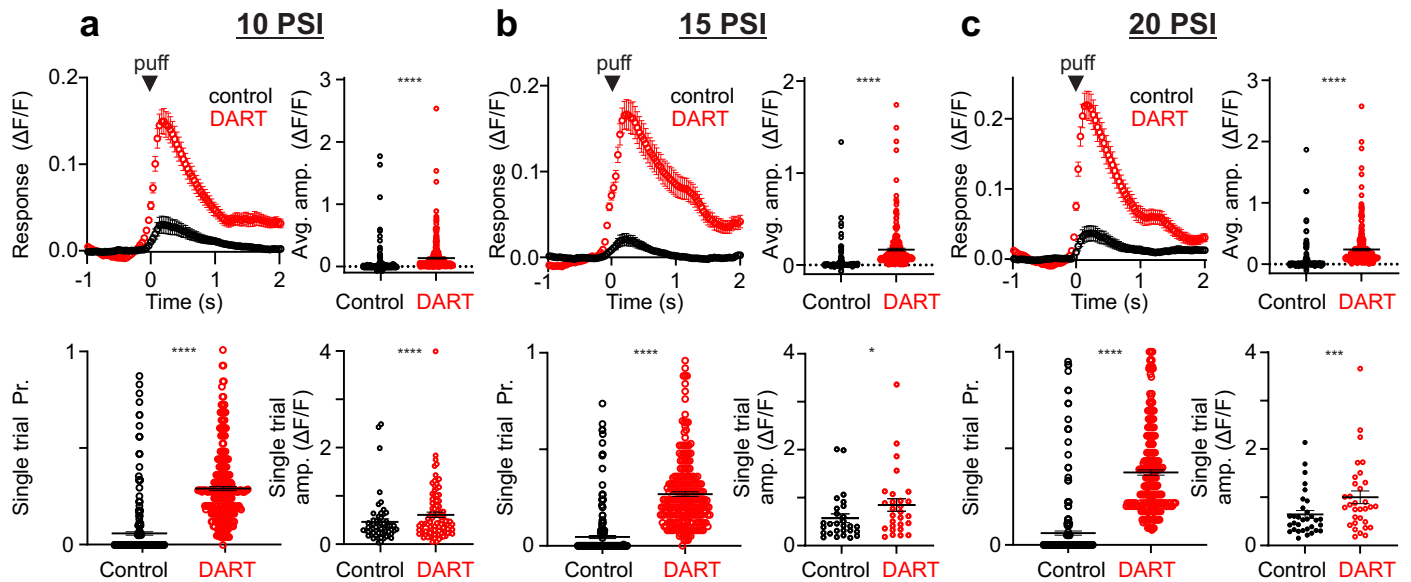 a 10 PSI
b 15 PSI
c 20 PSI
puff
control
DART
Response (ΔF/F)
0.2
0.1
0.0
-1 0 1 2
Time (s)
****
Avg. amp. (ΔF/F)
3
2
1
0
Control DART
puff
control
DART
Response (ΔF/F)
0.2
0.1
0.0
-1 0 1 2
Time (s)
****
Avg. amp. (ΔF/F)
2
1
0
Control DART
puff
control
DART
Response (ΔF/F)
0.2
0.1
0.0
-1 0 1 2
Time (s)
****
Avg. amp. (ΔF/F)
3
2
1
0
Control DART
****
Single trial Pr.
1
0
Control DART
****
Single trial
amp. (ΔF/F)
4
2
0
Control DART
****
Single trial Pr.
1
0
Control DART
*
Single trial
amp. (ΔF/F)
4
2
0
Control DART
****
Single trial Pr.
1
0
Control DART
***
Single trial
amp. (ΔF/F)
4
2
0
Control DART